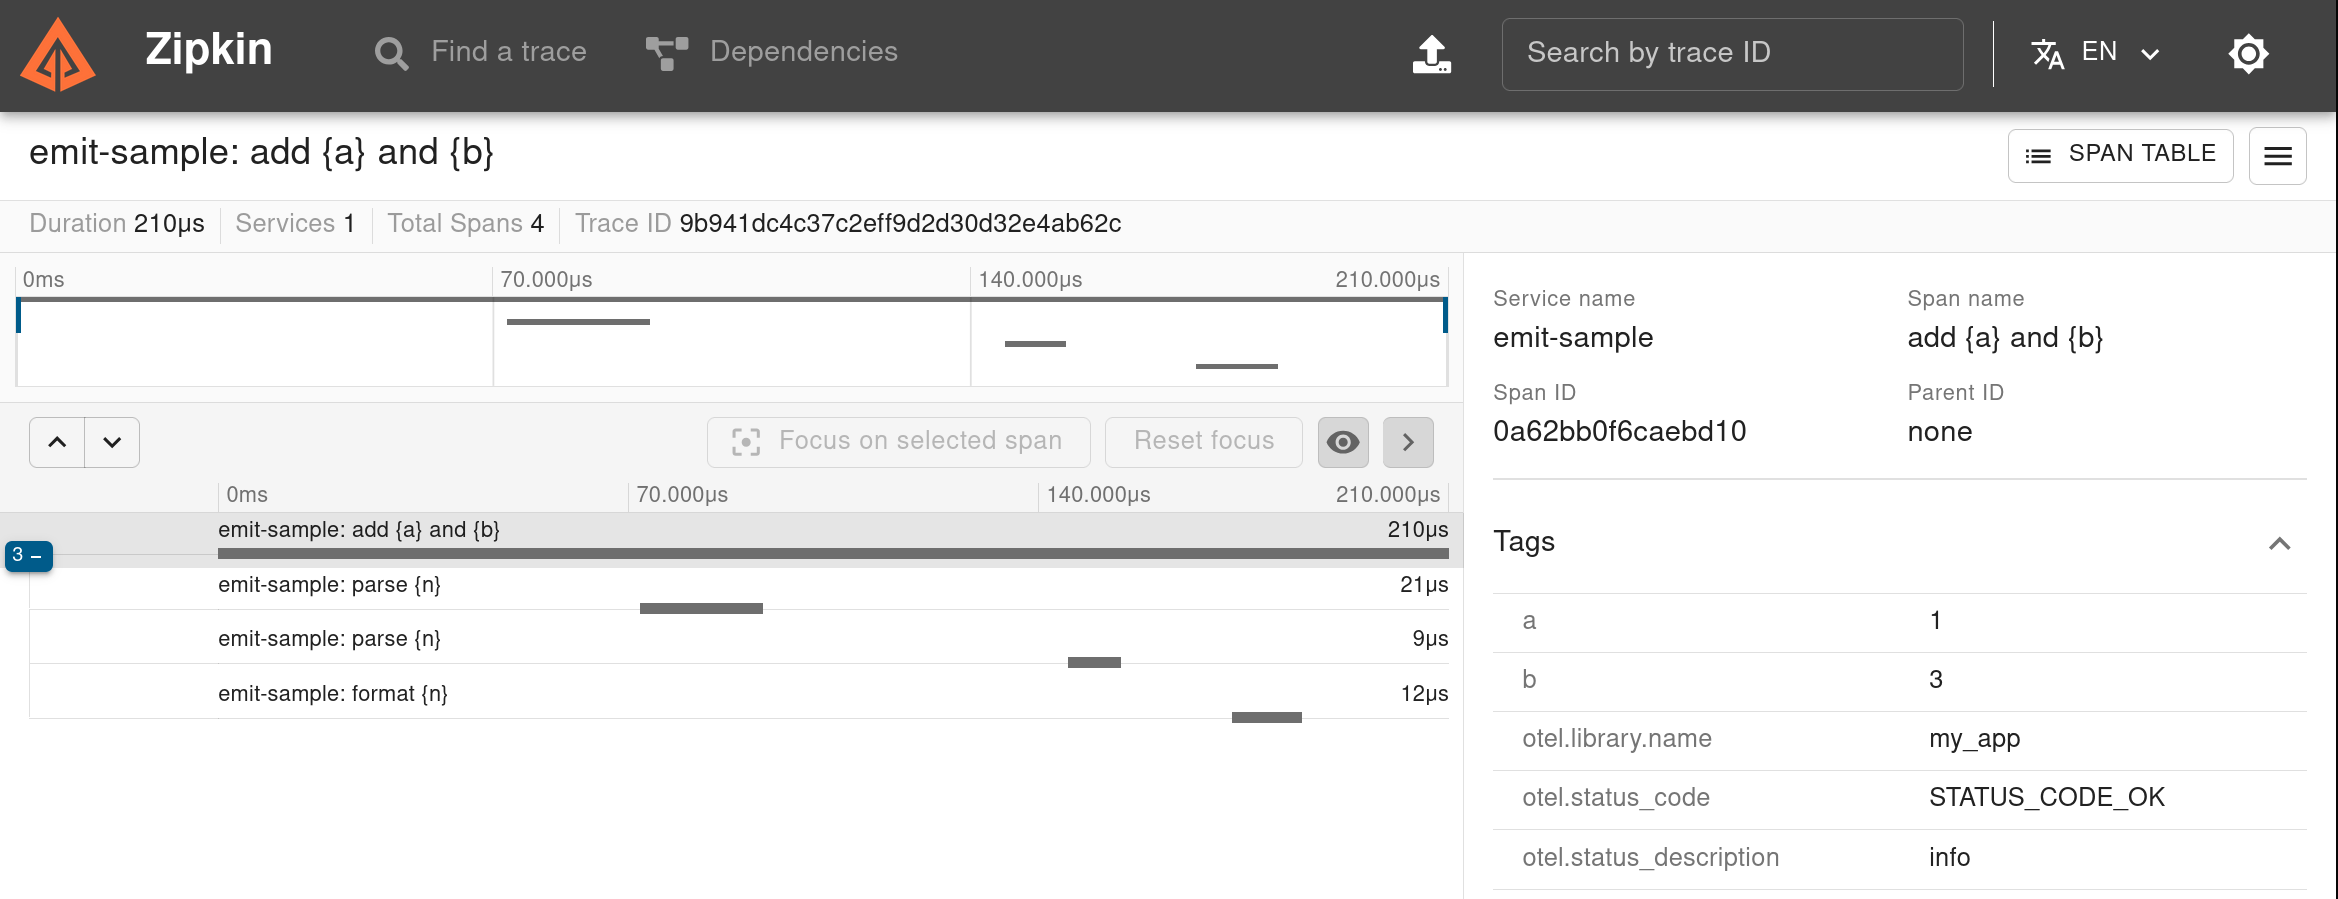 Zipkin Find a trace Dependencies Search by trace ID EN
emit-sample: add {a} and {b} SPAN TABLE
Duration 210μs Services 1 Total Spans 4 Trace ID 9b941dc4c37c2eff9d2d30d32e4ab62c
0ms 70.000μs 140.000μs 210.000μs
Focus on selected span Reset focus
0ms 70.000μs 140.000μs 210.000μs
emit-sample: add {a} and {b} 210μs
3 –
emit-sample: parse {n} 21μs
emit-sample: parse {n} 9μs
emit-sample: format {n} 12μs
Service name Span name
emit-sample add {a} and {b}
Span ID Parent ID
0a62bb0f6caebd10 none
Tags
a 1
b 3
otel.library.name my_app
otel.status_code STATUS_CODE_OK
otel.status_description info